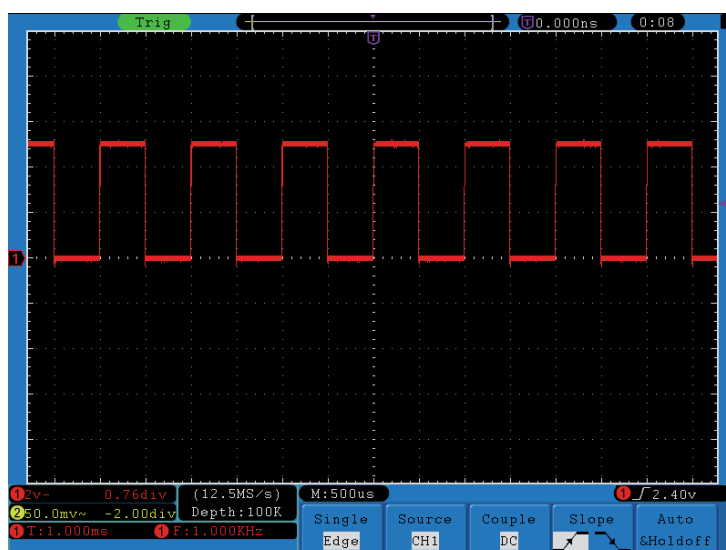 Trig T 0.000ns 0:08
T
1
1 2v- 0.76div (12.5MS/s) M:500us 1 2.40v
2 50.0mv~ -2.00div Depth:100K
1 T:1.000ms 1 F:1.000KHz
Single Source Couple Slope Auto
Edge CH1 DC &Holdoff